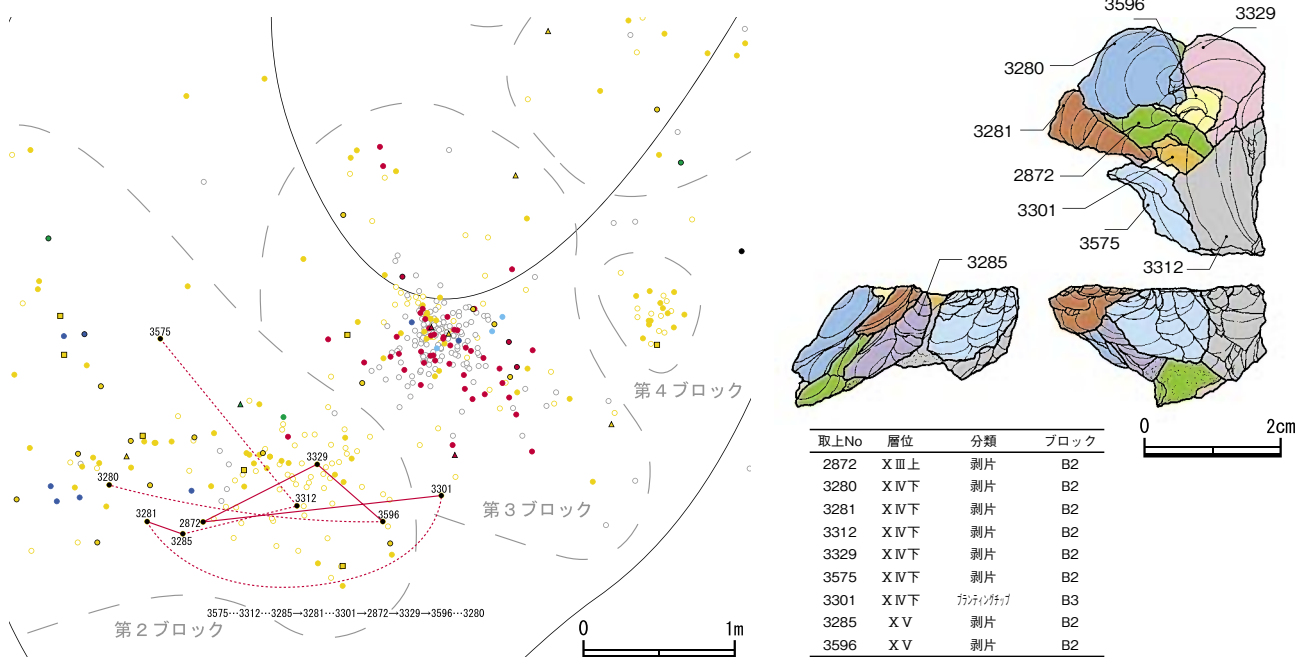 3575
3280
3281
2872
3285
3312
3329
3596
3301
第４ブロック
第３ブロック
第２ブロック
3575…3312…3285→3281…3301→2872→3329→3596…3280
0 1m
3596
3329
3280
3281
2872
3301
3575
3312
3285
0 2cm
取上No 層位 分類 ブロック
2872 XⅢ上 剥片 B2
3280 XⅣ下 剥片 B2
3281 XⅣ下 剥片 B2
3312 XⅣ下 剥片 B2
3329 XⅣ下 剥片 B2
3575 XⅣ下 剥片 B2
3301 XⅣ下 ブランティングチップ B3
3285 XⅤ 剥片 B2
3596 XⅤ 剥片 B2